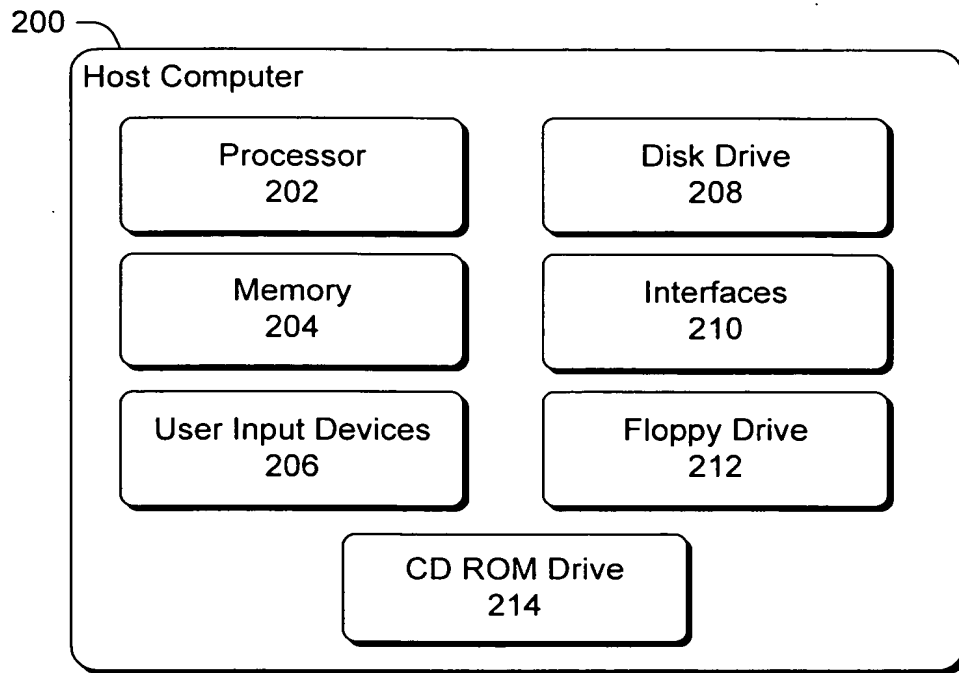 200
Host Computer
Processor
202
Disk Drive
208
Memory
204
Interfaces
210
User Input Devices
206
Floppy Drive
212
CD ROM Drive
214